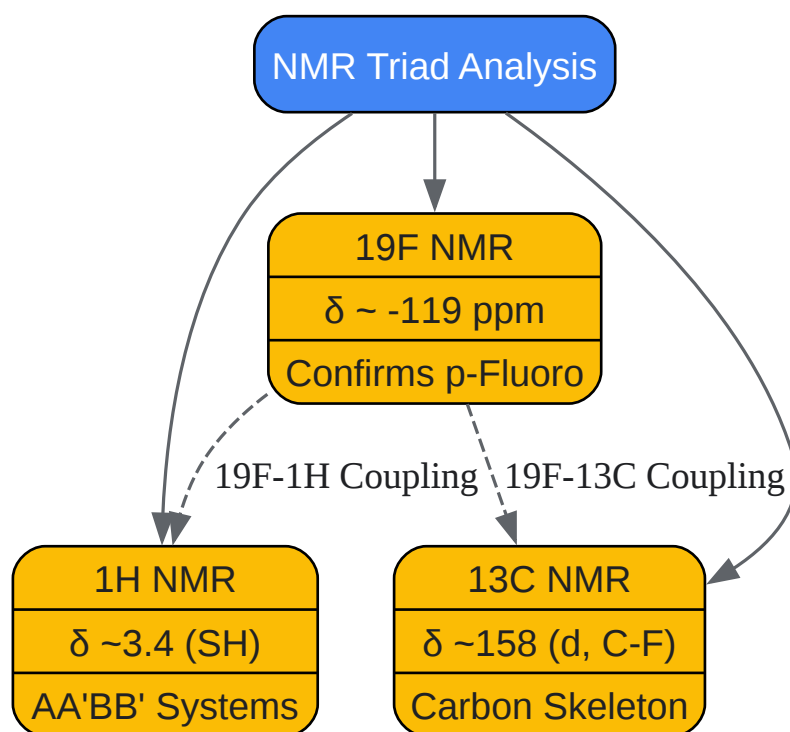 NMR Triad Analysis
19F NMR
δ ~ -119 ppm
Confirms p-Fluoro
19F-1H Coupling
19F-13C Coupling
1H NMR
δ ~3.4 (SH)
AA'BB' Systems
13C NMR
δ ~158 (d, C-F)
Carbon Skeleton